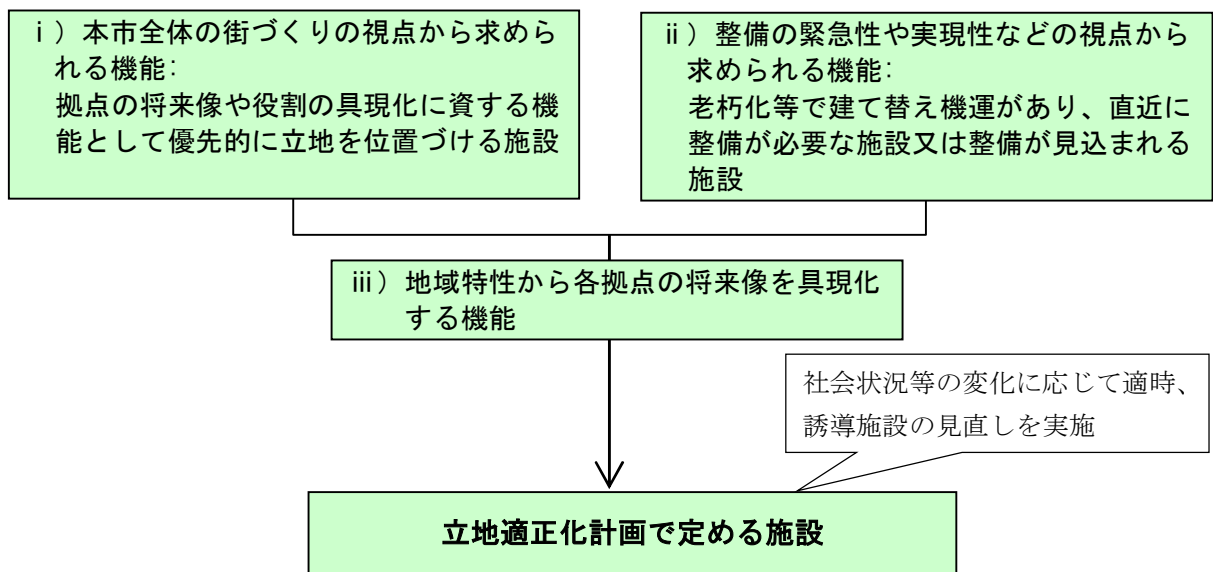 ⅰ）本市全体の街づくりの視点から求めら
れる機能：
拠点の将来像や役割の具現化に資する機
能として優先的に立地を位置づける施設
ⅱ）整備の緊急性や実現性などの視点から
求められる機能：
老朽化等で建て替え機運があり、直近に
整備が必要な施設又は整備が見込まれる
施設
ⅲ）地域特性から各拠点の将来像を具現化
する機能
社会状況等の変化に応じて適時、
誘導施設の見直しを実施
立地適正化計画で定める施設